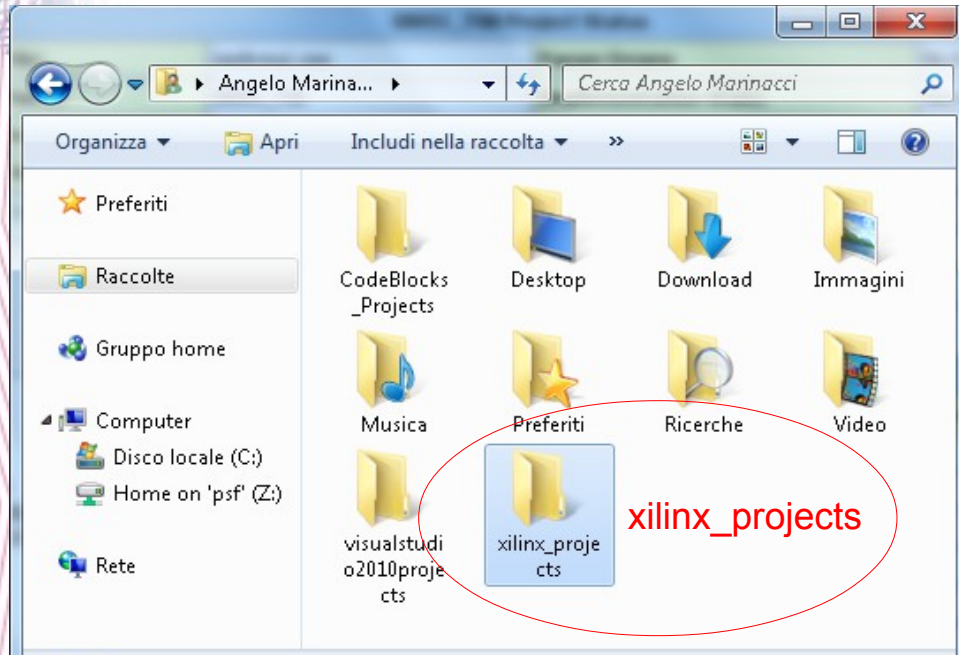 Angelo Marina...
Cerca Angelo Marinacci
Organizza
Apri
Includi nella raccolta
»
Preferiti
Raccolte
Gruppo home
Computer
Disco locale (C:)
Home on 'psf' (Z:)
Rete
CodeBlocks
_Projects
Desktop
Download
Immagini
Musica
Preferiti
Ricerche
Video
visualstudi
o2010proje
cts
xilinx_proje
cts
xilinx_projects